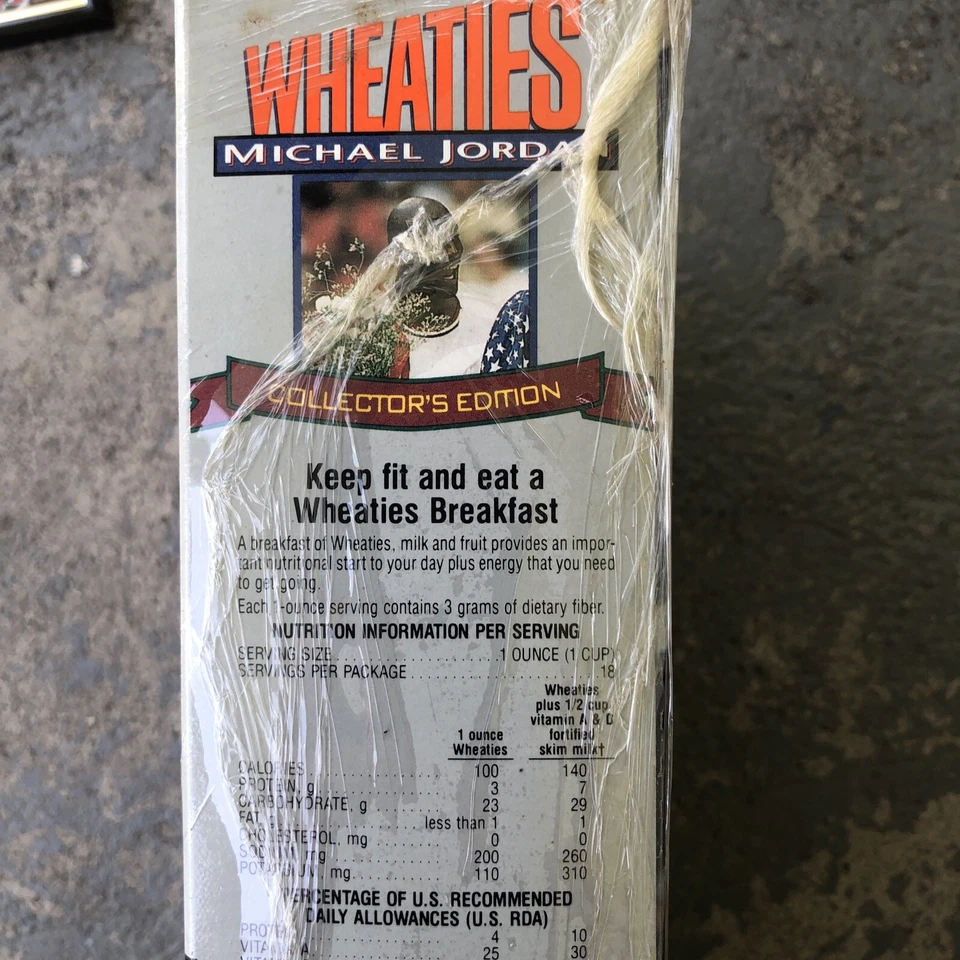 WHEATIES
MICHAEL JORDAN
COLLECTOR'S EDITION
Keep fit and eat a
Wheaties Breakfast
A breakfast of Wheaties, milk and fruit provides an impor-
tant nutritional start to your day plus energy that you need
to get going.
Each 1-ounce serving contains 3 grams of dietary fiber.
NUTRITION INFORMATION PER SERVING
SERVING SIZE 1 OUNCE (1 CUP)
SERVINGS PER PACKAGE 18
Wheaties
plus 1/2 cup
vitamin A & D
1 ounce fortified
Wheaties skim milk†
CALORIES 100 140
PROTEIN, g 3 7
CARBOHYDRATE, g 23 29
FAT, g less than 1 1
CHOLESTEROL, mg 0 0
SODIUM, mg 200 260
POTASSIUM, mg 110 310
PERCENTAGE OF U.S. RECOMMENDED
DAILY ALLOWANCES (U.S. RDA)
PROTEIN 4 10
VITAMIN A 25 30